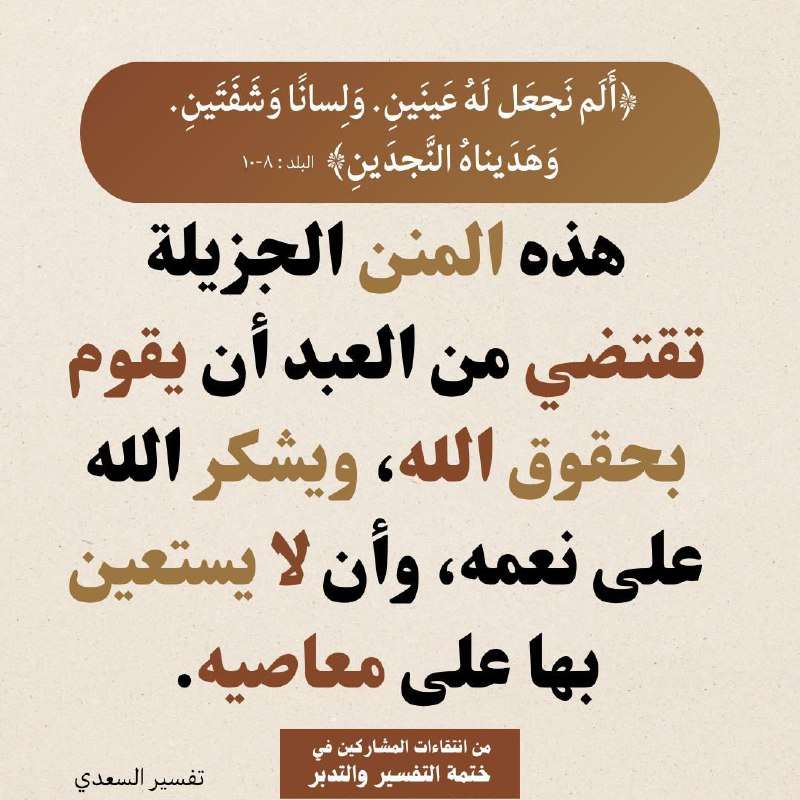 ﴿أَلَم نَجعَل لَهُ عَينَينِ. وَلِسانًا وَشَفَتَينِ.
وَهَدَيناهُ النَّجدَينِ﴾ البلد : ٨-١٠
هذه المنن الجزيلة
تقتضي من العبد أن يقوم
بحقوق الله، ويشكر الله
على نعمه، وأن لا يستعين
بها على معاصيه.
من انتقاءات المشاركين في
ختمة التفسير والتدبر
تفسير السعدي